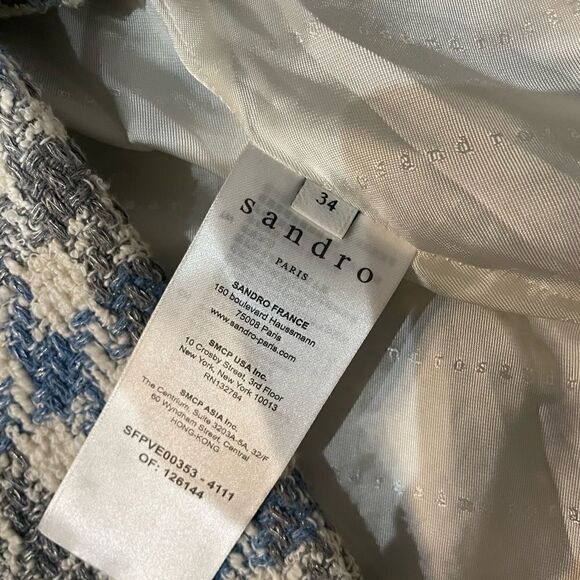 34
sandro
PARIS
SANDRO FRANCE
150 boulevard Haussmann
75008 Paris
www.sandro-paris.com
SMCP USA Inc.
10 Crosby Street, 3rd Floor
New York, New York 10013
RN132784
SMCP ASIA Inc.
The Centrium, Suite 3203A-5A, 32/F
60 Wyndham Street, Central
HONG-KONG
SFPVE00353 - 4111
OF: 126144
sandro